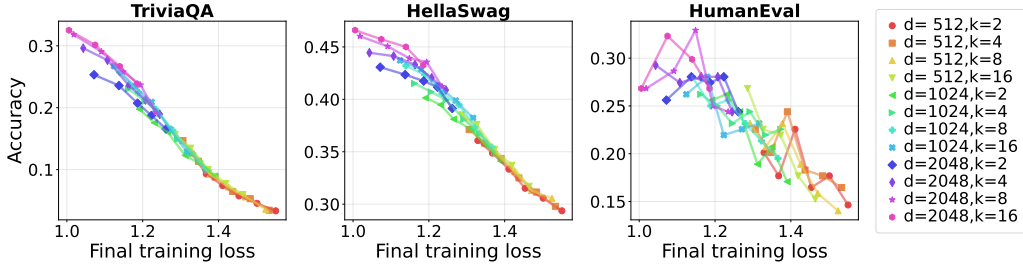 TriviaQA
HellaSwag
HumanEval
Accuracy
0.3
0.2
0.1
1.0
1.2
1.4
Final training loss
0.45
0.40
0.35
0.30
1.0
1.2
1.4
Final training loss
0.30
0.25
0.20
0.15
1.0
1.2
1.4
Final training loss
d= 512,k=2
d= 512,k=4
d= 512,k=8
d= 512,k=16
d=1024,k=2
d=1024,k=4
d=1024,k=8
d=1024,k=16
d=2048,k=2
d=2048,k=4
d=2048,k=8
d=2048,k=16